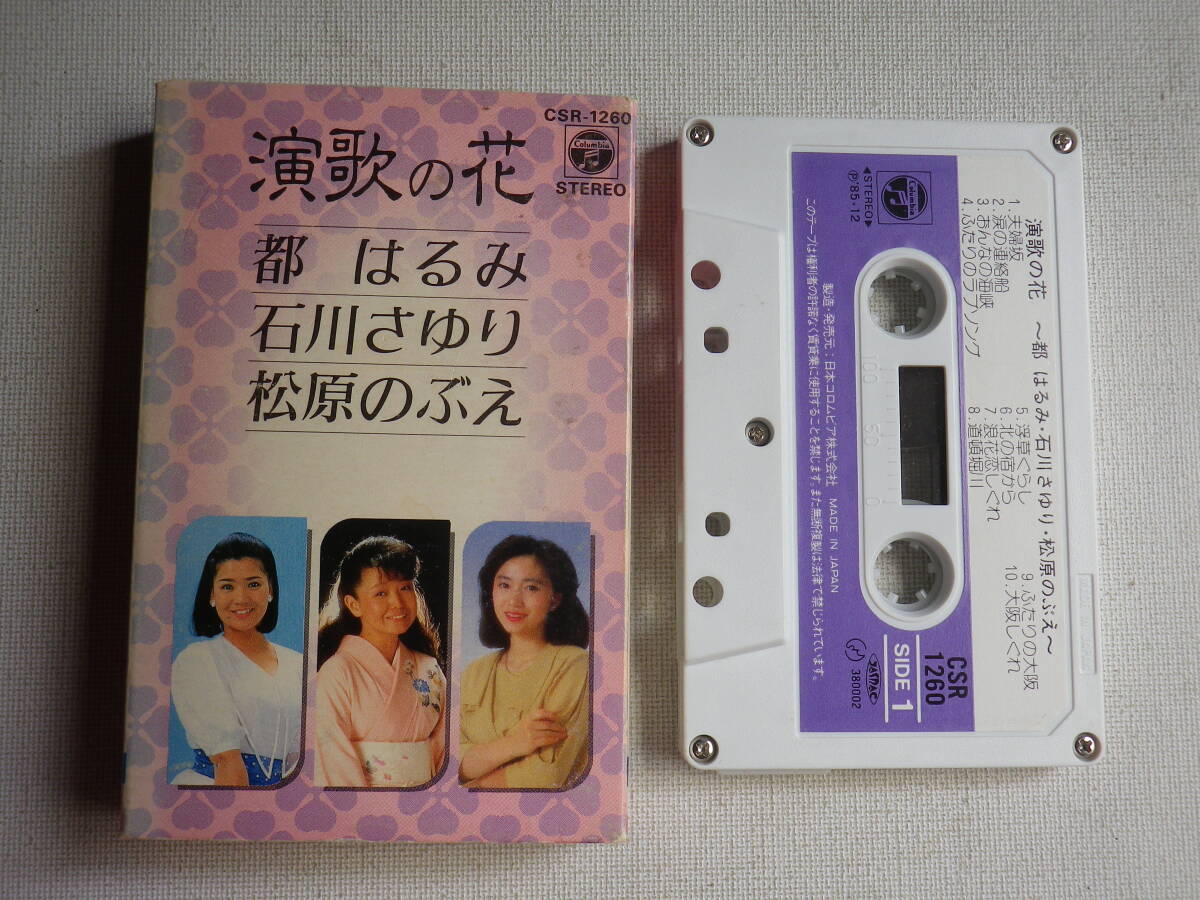 CSR-1260
Columbia
STEREO
演歌の花
都 はるみ
石川さゆり
松原のぶえ
演歌の花 ～都 はるみ・石川さゆり・松原のぶえ～
1.夫婦坂
2.涙の連絡船
3.おんなの海峡
4.ふたりのラブソング
5.浮草ぐらし
6.北の宿から
7.浪花恋しぐれ
8.道頓堀川
9.ふたりの大阪
10.大阪しぐれ
Columbia
◀STEREO▶
Ⓟ'85・12
100 50 0
製造・発売元：日本コロムビア株式会社 MADE IN JAPAN
このテープは権利者の許諾なく賃貸業に使用することを禁じます。また無断複製は法律で禁じられています。
CSR
1260
SIDE 1
JASRAC
380002